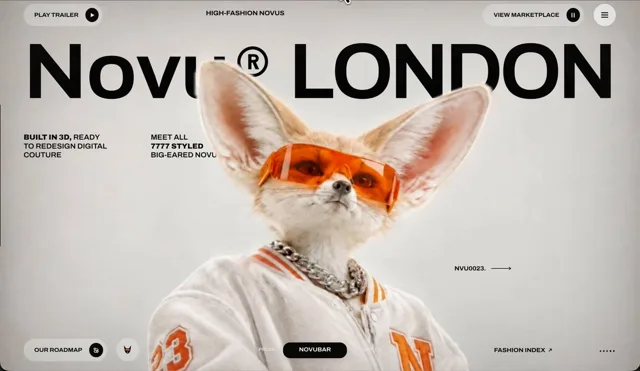 PLAY TRAILER
HIGH-FASHION NOVUS
VIEW MARKETPLACE
Novu® LONDON
BUILT IN 3D, READY
TO REDESIGN DIGITAL
COUTURE
MEET ALL
7777 STYLED
BIG-EARED NOVU
NVU0023.
23
N
OUR ROADMAP
NOVUBAR
FASHION INDEX